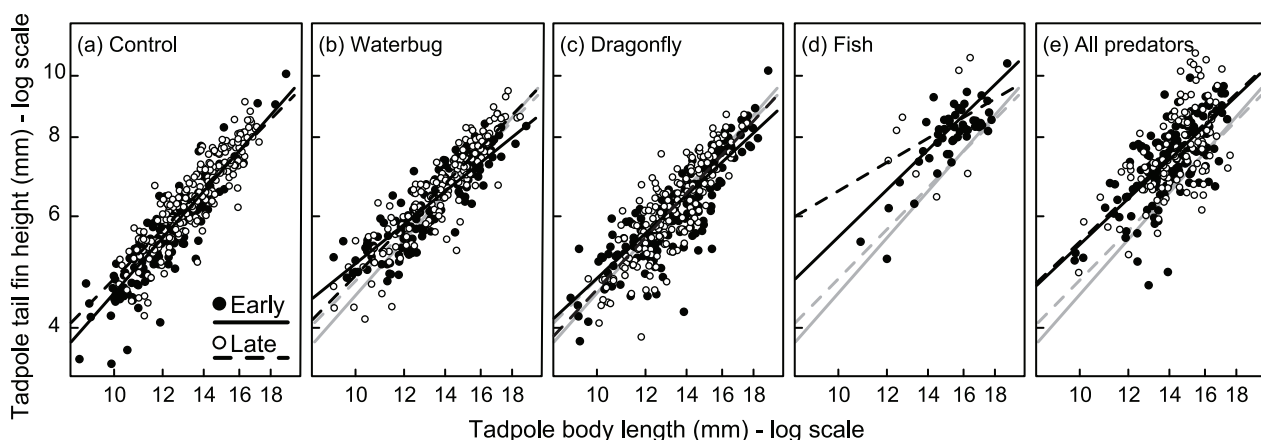 (a) Control
(b) Waterbug
(c) Dragonfly
(d) Fish
(e) All predators
Tadpole tail fin height (mm) - log scale
10
8
6
4
Early
Late
10 12 14 16 18
10 12 14 16 18
10 12 14 16 18
10 12 14 16 18
10 12 14 16 18
Tadpole body length (mm) - log scale